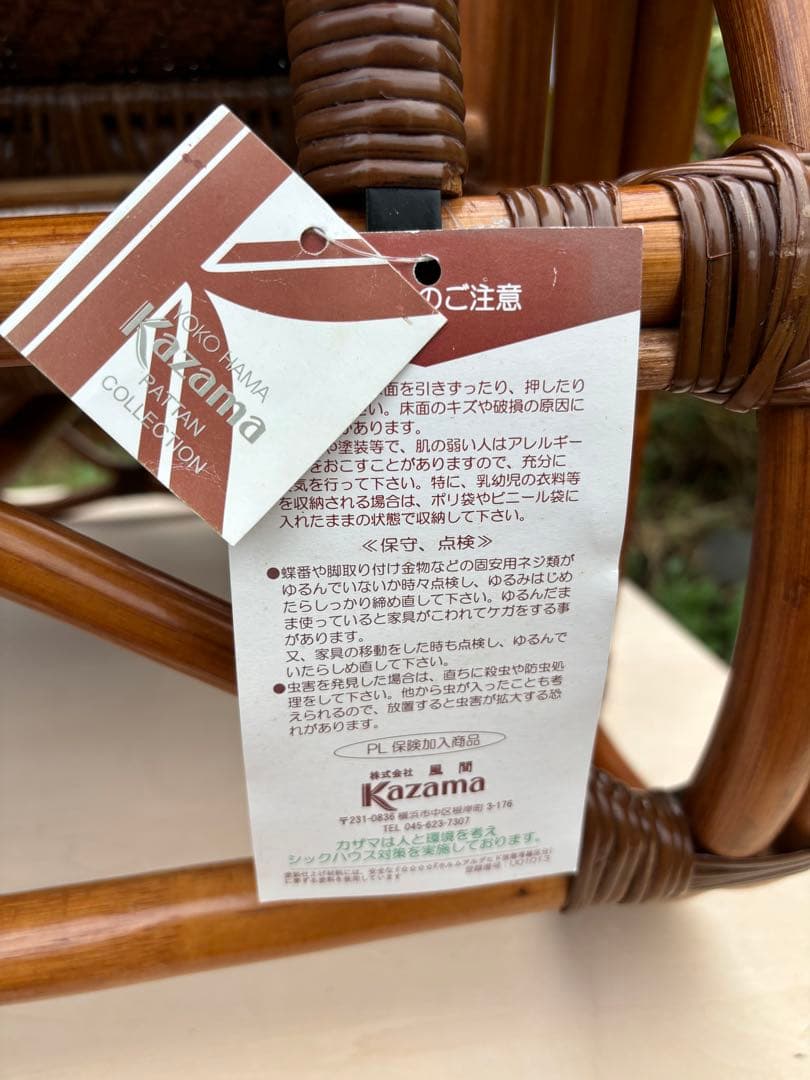 YOKO HAMA
Kazama
PATTAN
COLLECTION
のご注意
面を引きずったり、押したり
さい。床面のキズや破損の原因に
があります。
や塗装等で、肌の弱い人はアレルギー
をおこすことがありますので、充分に
気を行って下さい。特に、乳幼児の衣料等
を収納される場合は、ポリ袋やビニール袋に
入れたままの状態で収納して下さい。
≪保守、点検≫
●蝶番や脚取り付け金物などの固安用ネジ類が
ゆるんでいないか時々点検し、ゆるみはじめ
たらしっかり締め直して下さい。ゆるんだま
ま使っていると家具がこわれてケガをする事
があります。
又、家具の移動をした時も点検し、ゆるんで
いたらしめ直して下さい。
●虫害を発見した場合は、直ちに殺虫や防虫処
理をして下さい。他から虫が入ったことも考
えられるので、放置すると虫害が拡大する恐
れがあります。
PL保険加入商品
株式会社 風間
Kazama
〒231-0836 横浜市中区根岸町 3-176
TEL 045-623-7307
カザマは人と環境を考え
シックハウス対策を実施しております。